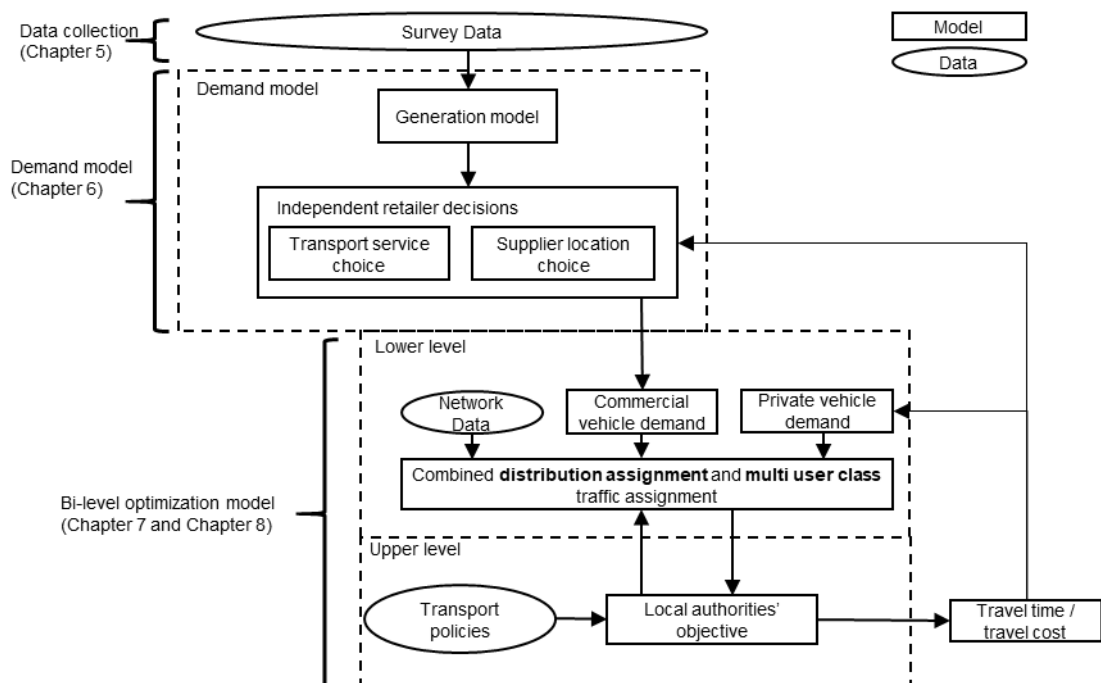 Data collection
(Chapter 5)
Survey Data
Model
Data
Demand model
Generation model
Demand model
(Chapter 6)
Independent retailer decisions
Transport service
choice
Supplier location
choice
Lower level
Network
Data
Commercial
vehicle demand
Private vehicle
demand
Combined distribution assignment and multi user class
traffic assignment
Bi-level optimization model
(Chapter 7 and Chapter 8)
Upper level
Transport
policies
Local authorities'
objective
Travel time /
travel cost